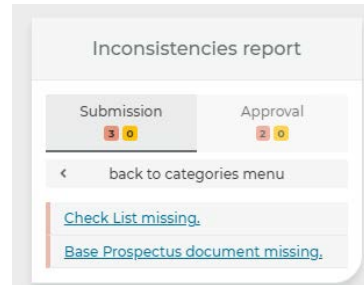 Inconsistencies report
Submission Approval
3 0 2 0
< back to categories menu
Check List missing.
Base Prospectus document missing.